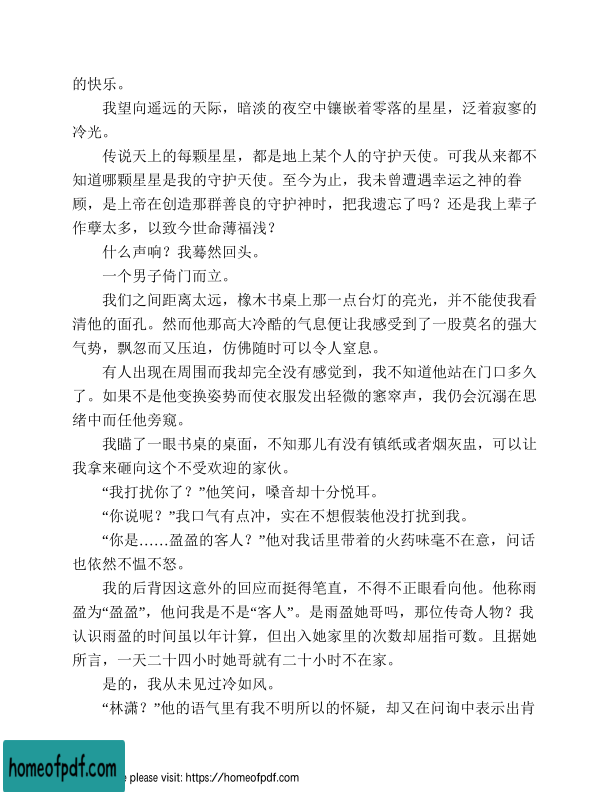 的快乐。
我望向遥远的天际，暗淡的夜空中镶嵌着零落的星星，泛着寂寥的
冷光。
传说天上的每颗星星，都是地上某个人的守护天使。可我从来都不
知道哪颗星星是我的守护天使。至今为止，我未曾遭遇幸运之神的眷
顾，是上帝在创造那群善良的守护神时，把我遗忘了吗？还是我上辈子
作孽太多，以致今世命薄福浅？
什么声响？我蓦然回头。
一个男子倚门而立。
我们之间距离太远，橡木书桌上那一点台灯的亮光，并不能使我看
清他的面孔。然而他那高大冷酷的气息便让我感受到了一股莫名的强大
气势，飘忽而又压迫，仿佛随时可以令人窒息。
有人出现在周围而我却完全没有感觉到，我不知道他站在门口多久
了。如果不是他变换姿势而使衣服发出轻微的窸窣声，我仍会沉溺在思
绪中而任他旁窥。
我瞄了一眼书桌的桌面，不知那儿有没有镇纸或者烟灰盅，可以让
我拿来砸向这个不受欢迎的家伙。
“我打扰你了？”他笑问，嗓音却十分悦耳。
“你说呢？”我口气有点冲，实在不想假装他没打扰到我。
“你是……盈盈的客人？”他对我话里带着的火药味毫不在意，问话
也依然不愠不怒。
我的后背因这意外的回应而挺得笔直，不得不正眼看向他。他称雨
盈为“盈盈”，他问我是不是“客人”。是雨盈她哥吗，那位传奇人物？我
认识雨盈的时间虽以年计算，但出入她家里的次数却屈指可数。且据她
所言，一天二十四小时她哥就有二十小时不在家。
是的，我从未见过冷如风。
“林潇？”他的语气里有我不明所以的怀疑，却又在问询中表示出肯
homeofpdf.com
e please visit: https://homeofpdf.com